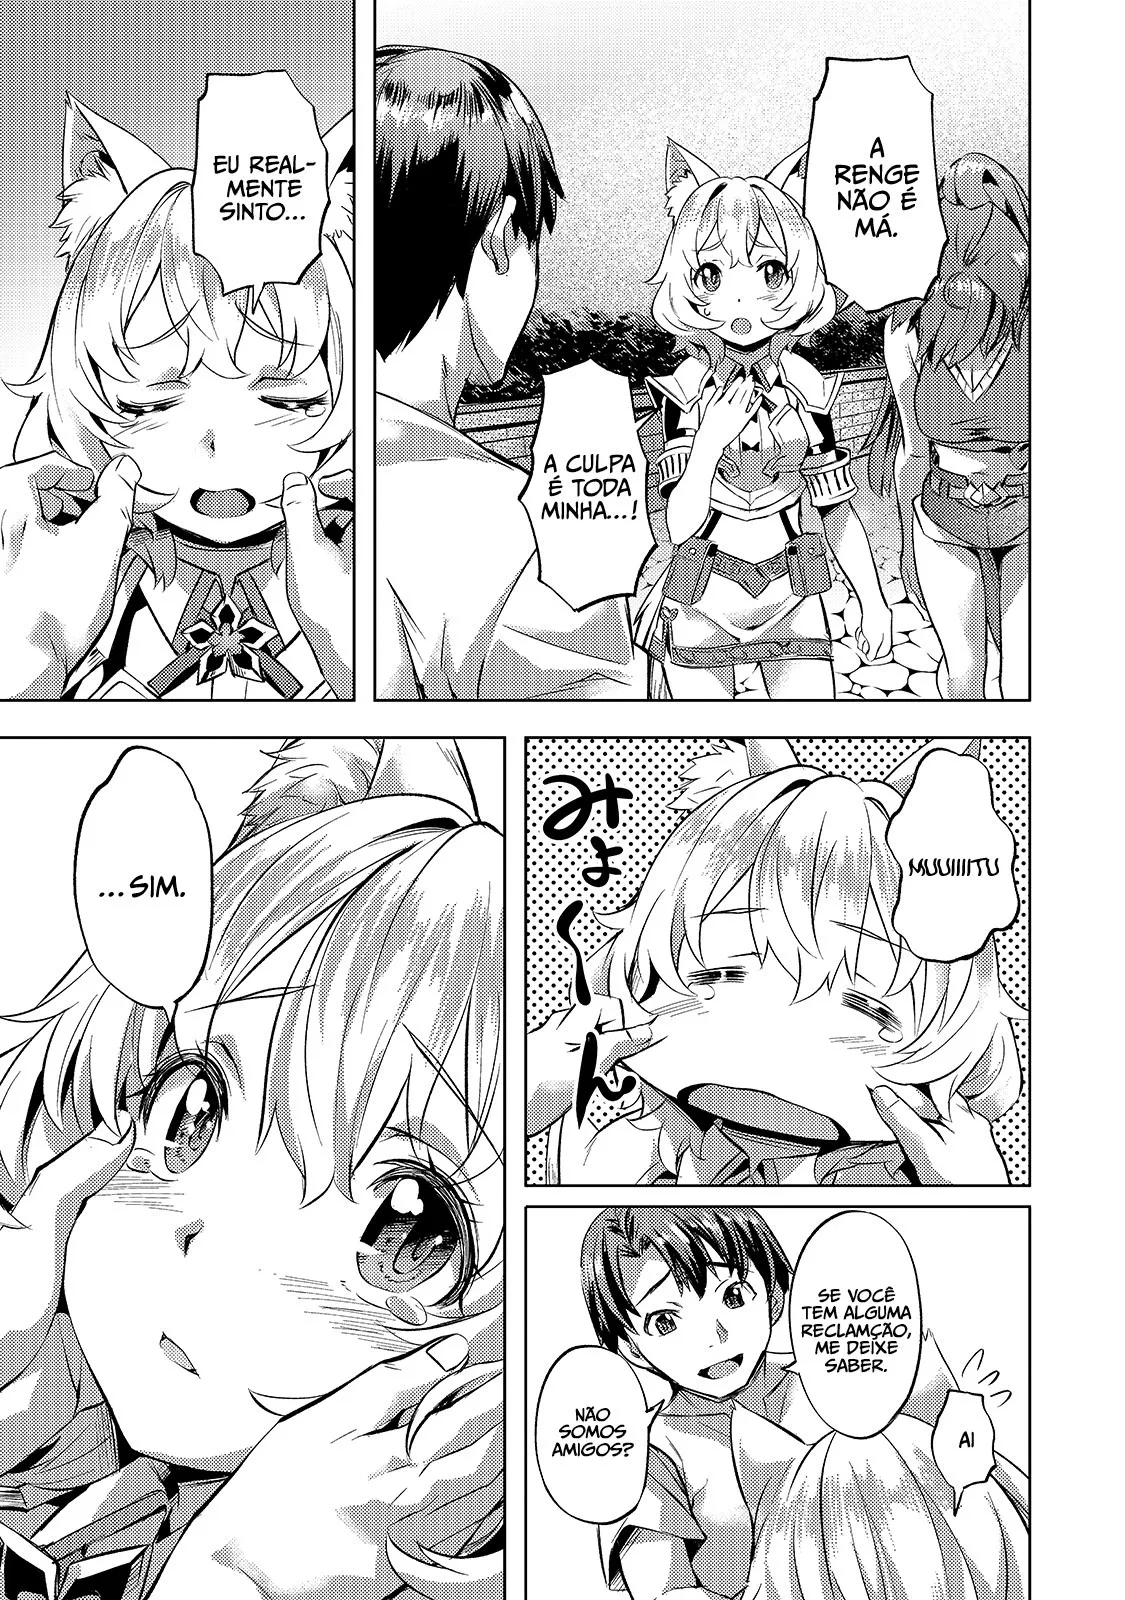 A
RENGE
NÃO É
MÁ.
A CULPA
É TODA
MINHA...!
EU REAL-
MENTE
SINTO...
MUUIIIITU
みょ〜〜ん
SE VOCÊ
TEM ALGUMA
RECLAMÇÃO,
ME DEIXE
SABER.
AI
NÃO
SOMOS
AMIGOS?
...SIM.